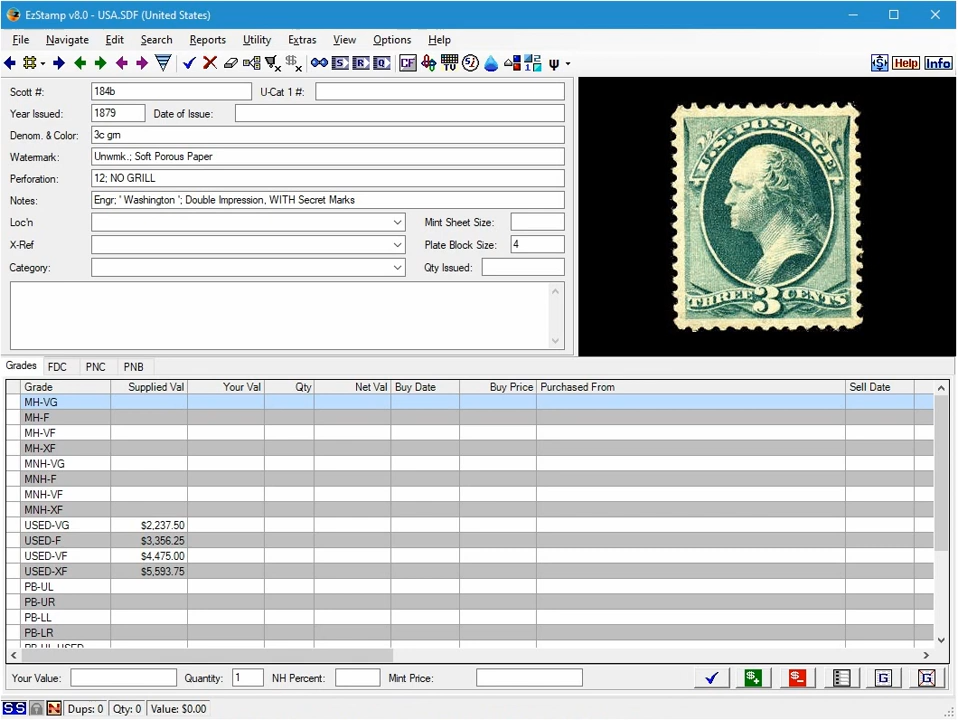 EzStamp v8.0 - USA.SDF (United States)
File Navigate Edit Search Reports Utility Extras View Options Help
S R Q CF TV Help Info
Scott #: 184b U-Cat 1 #:
Year Issued: 1879 Date of Issue:
Denom. & Color: 3c gm
Watermark: Unwmk.; Soft Porous Paper
Perforation: 12; NO GRILL
Notes: Engr; ' Washington '; Double Impression, WITH Secret Marks
Loc'n Mint Sheet Size:
X-Ref Plate Block Size: 4
Category: Qty Issued:
U.S. POSTAGE
THREE 3 CENTS
Grades FDC PNC PNB
Grade Supplied Val Your Val Qty Net Val Buy Date Buy Price Purchased From Sell Date
MH-VG
MH-F
MH-VF
MH-XF
MNH-VG
MNH-F
MNH-VF
MNH-XF
USED-VG $2,237.50
USED-F $3,356.25
USED-VF $4,475.00
USED-XF $5,593.75
PB-UL
PB-UR
PB-LL
PB-LR
PB-UL-USED
Your Value: Quantity: 1 NH Percent: Mint Price: $+ $- G G
SS N Dups: 0 Qty: 0 Value: $0.00